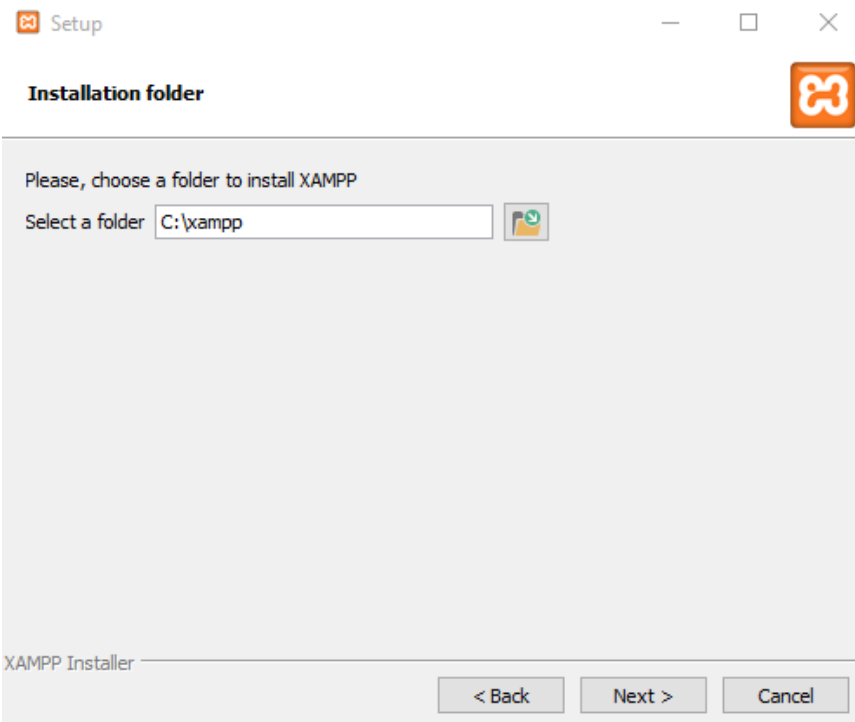 Setup
Installation folder
Please, choose a folder to install XAMPP
Select a folder C:\xampp
XAMPP Installer
< Back Next > Cancel